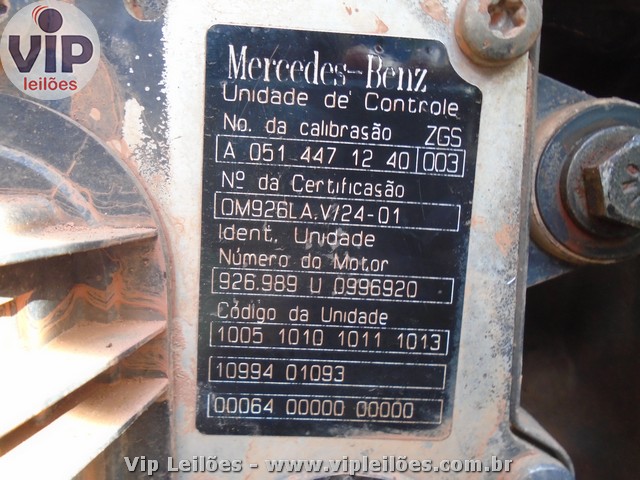 VIP
leilões
Mercedes-Benz
Unidade de Controle
No. da calibração ZGS
A 051 447 12 40 003
Nº da Certificação
OM926LA.V/24-01
Ident. Unidade
Número do Motor
926.989 U 0996920
Código da Unidade
1005 1010 1011 1013
10994 01093
00064 00000 00000
Vip Leilões - www.vipleilões.com.br